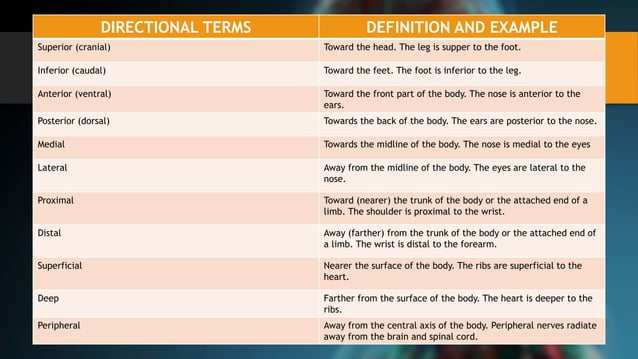 DIRECTIONAL TERMS DEFINITION AND EXAMPLE
Superior (cranial) Toward the head. The leg is supper to the foot.
Inferior (caudal) Toward the feet. The foot is inferior to the leg.
Anterior (ventral) Toward the front part of the body. The nose is anterior to the
ears.
Posterior (dorsal) Towards the back of the body. The ears are posterior to the nose.
Medial Towards the midline of the body. The nose is medial to the eyes
Lateral Away from the midline of the body. The eyes are lateral to the
nose.
Proximal Toward (nearer) the trunk of the body or the attached end of a
limb. The shoulder is proximal to the wrist.
Distal Away (farther) from the trunk of the body or the attached end of
a limb. The wrist is distal to the forearm.
Superficial Nearer the surface of the body. The ribs are superficial to the
heart.
Deep Farther from the surface of the body. The heart is deeper to the
ribs.
Peripheral Away from the central axis of the body. Peripheral nerves radiate
away from the brain and spinal cord.